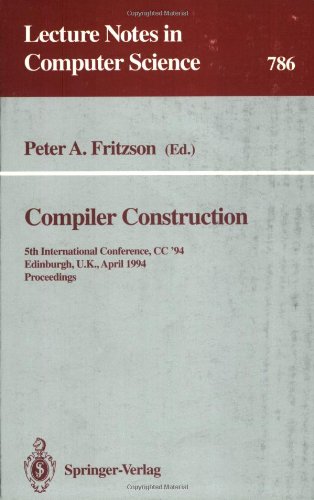 Lecture Notes in
Computer Science
786
Peter A. Fritzson (Ed.)
Compiler Construction
5th International Conference, CC '94
Edinburgh, U.K., April 1994
Proceedings
Springer-Verlag